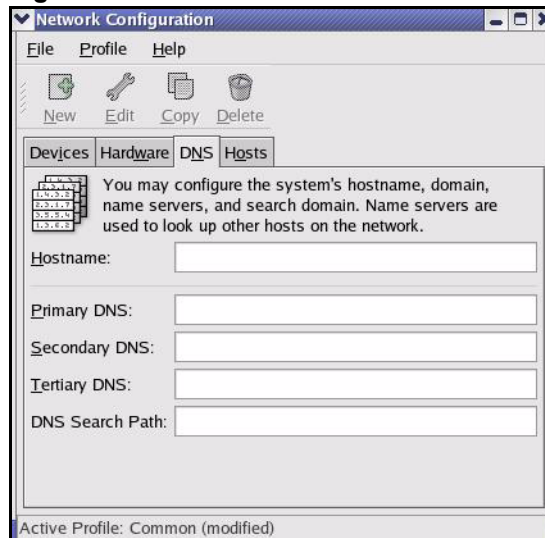 Network Configuration
File Profile Help
New Edit Copy Delete
Devices Hardware DNS Hosts
You may configure the system's hostname, domain,
name servers, and search domain. Name servers are
used to look up other hosts on the network.
Hostname:
Primary DNS:
Secondary DNS:
Tertiary DNS:
DNS Search Path:
Active Profile: Common (modified)